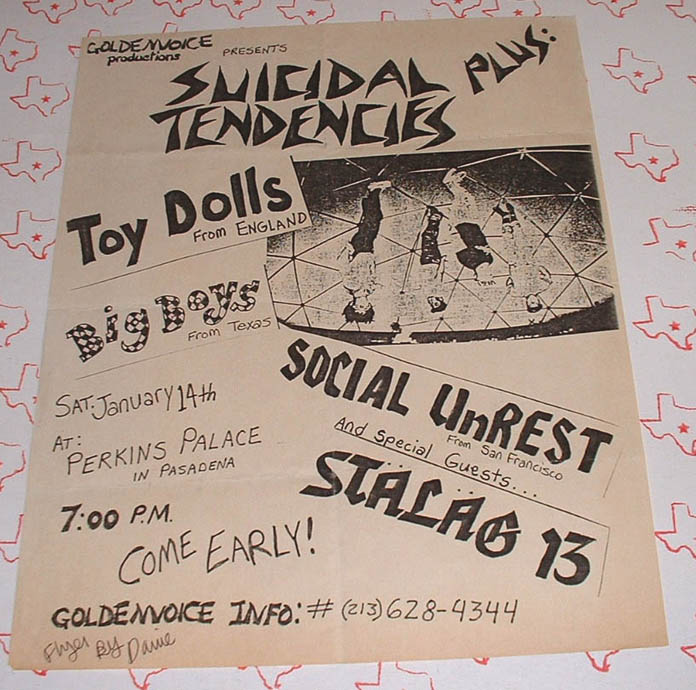 GOLDENVOICE
productions
PRESENTS
SUICIDAL
TENDENCIES
PLUS:
Toy Dolls
From ENGLAND
Big Boys
From Texas
SOCIAL UnREST
From San Francisco
And Special Guests...
STALAG 13
SAT. January 14th
AT:
PERKINS PALACE
IN PASADENA
7:00 P.M.
COME EARLY!
GOLDENVOICE INFO: # (213) 628-4344
Flyer By